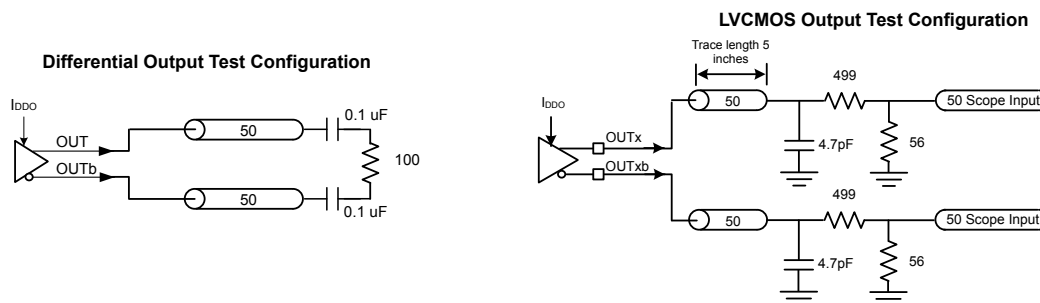 Differential Output Test Configuration
IDDO
OUT
OUTb
50
50
0.1 uF
0.1 uF
100
LVCMOS Output Test Configuration
Trace length 5
inches
IDDO
OUTx
OUTxb
50
499
50 Scope Input
4.7pF
56
50
499
50 Scope Input
4.7pF
56